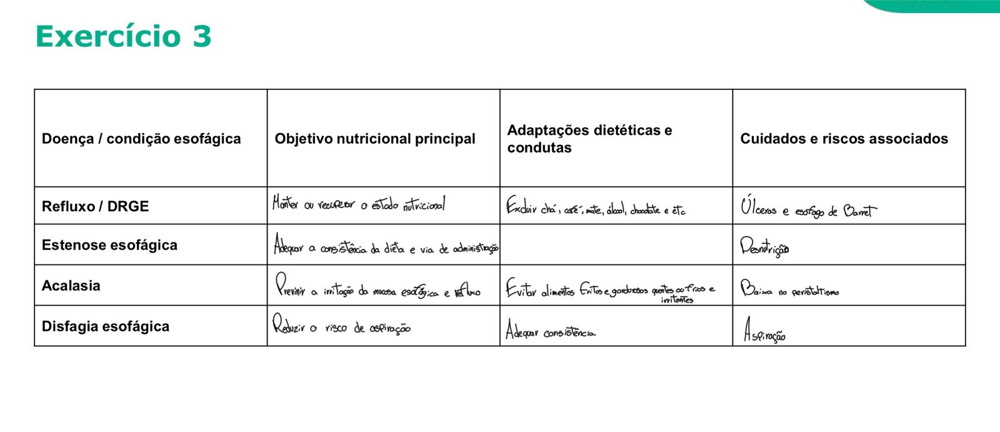 Exercício 3
Doença / condição esofágica
Objetivo nutricional principal
Adaptações dietéticas e
condutas
Cuidados e riscos associados
Refluxo / DRGE
Manter ou recuperar o estado nutricional
Excluir chá, café, mate, álcool, chocolate e etc
Úlceras e esofago de Barret
Estenose esofágica
Adequar a consistência da dieta e via de administração
Desnutrição
Acalasia
Previnir a irritação da mucosa esofágica e refluxo
Evitar alimentos fritos e gordurosos quentes ou frios e
irritantes
Baixa no peristaltismo
Disfagia esofágica
Reduzir o risco de aspiração
Adequar consistência
Aspiração